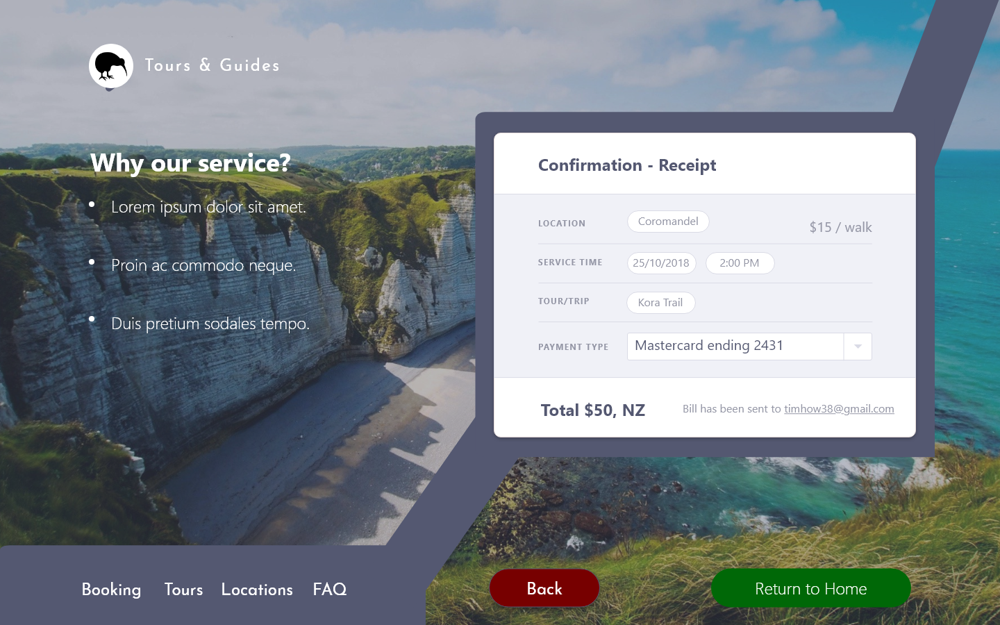 Tours & Guides
Why our service?
• Lorem ipsum dolor sit amet.
• Proin ac commodo neque.
• Duis pretium sodales tempo.
Confirmation - Receipt
LOCATION Coromandel $15 / walk
SERVICE TIME 25/10/2018 2:00 PM
TOUR/TRIP Kora Trail
PAYMENT TYPE Mastercard ending 2431
Total $50, NZ Bill has been sent to timhow38@gmail.com
Booking Tours Locations FAQ
Back Return to Home